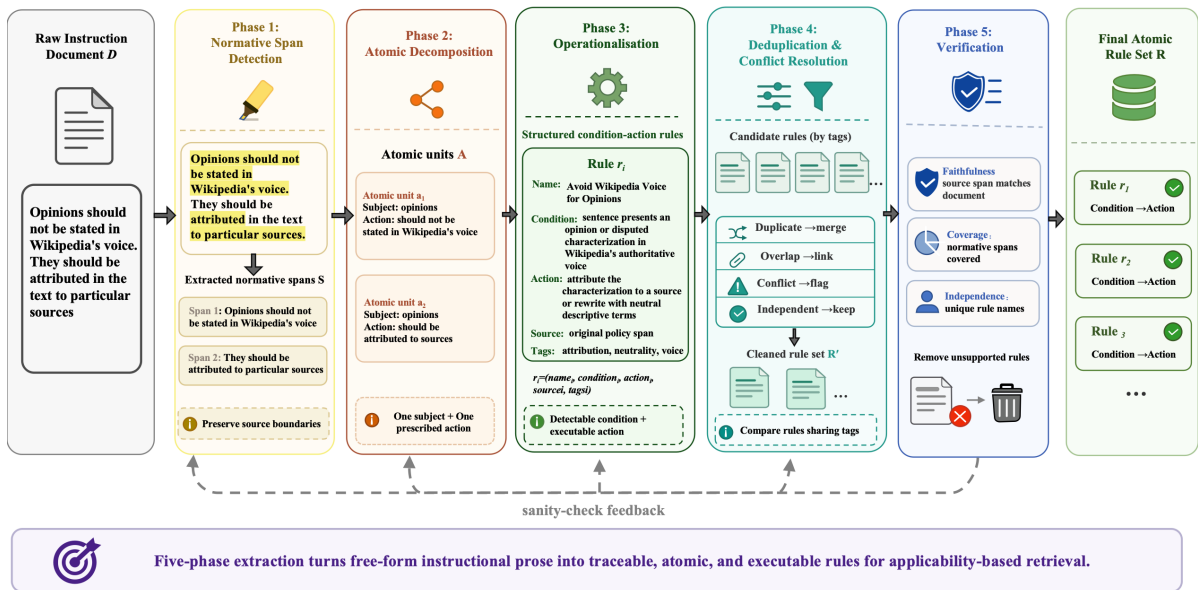 Raw Instruction
Document D
Opinions should
not be stated in
Wikipedia's voice.
They should be
attributed in the
text to particular
sources
Phase 1:
Normative Span
Detection
Opinions should not
be stated in
Wikipedia's voice.
They should be
attributed in the text
to particular sources.
Extracted normative spans S
Span 1: Opinions should not
be stated in Wikipedia's voice
Span 2: They should be
attributed to particular sources
Preserve source boundaries
Phase 2:
Atomic Decomposition
Atomic units A
Atomic unit a1
Subject: opinions
Action: should not be
stated in Wikipedia's voice
Atomic unit a2
Subject: opinions
Action: should be
attributed to sources
One subject + One
prescribed action
Phase 3:
Operationalisation
Structured condition-action rules
Rule ri
Name: Avoid Wikipedia Voice
for Opinions
Condition: sentence presents an
opinion or disputed
characterization in
Wikipedia's authoritative
voice
Action: attribute the
characterization to a source
or rewrite with neutral
descriptive terms
Source: original policy span
Tags: attribution, neutrality, voice
ri=(namei, conditioni, actioni,
sourcei, tagsi)
Detectable condition +
executable action
Phase 4:
Deduplication &
Conflict Resolution
Candidate rules (by tags)
...
Duplicate →merge
Overlap →link
Conflict →flag
Independent →keep
Cleaned rule set R'
...
Compare rules sharing tags
Phase 5:
Verification
Faithfulness
source span matches
document
Coverage:
normative spans
covered
Independence:
unique rule names
Remove unsupported rules
Final Atomic
Rule Set R
Rule r1
Condition →Action
Rule r2
Condition →Action
Rule 3
Condition →Action
...
sanity-check feedback
Five-phase extraction turns free-form instructional prose into traceable, atomic, and executable rules for applicability-based retrieval.